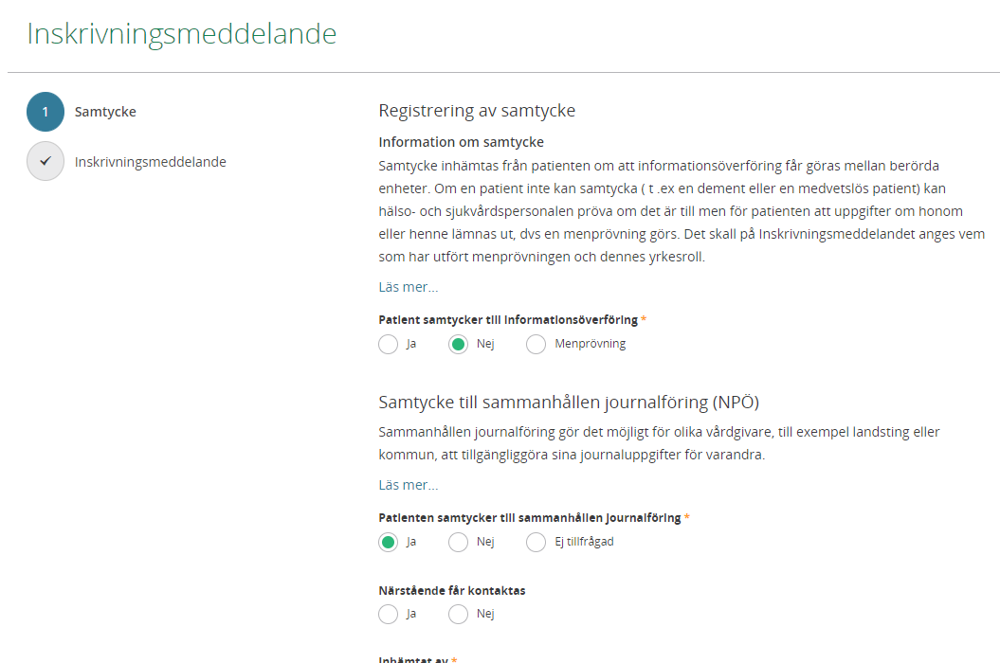 Inskrivningsmeddelande
1 Samtycke
Inskrivningsmeddelande
Registrering av samtycke
Information om samtycke
Samtycke inhämtas från patienten om att informationsöverföring får göras mellan berörda
enheter. Om en patient inte kan samtycka ( t .ex en dement eller en medvetslös patient) kan
hälso- och sjukvårdspersonalen pröva om det är till men för patienten att uppgifter om honom
eller henne lämnas ut, dvs en menprövning görs. Det skall på Inskrivningsmeddelandet anges vem
som har utfört menprövningen och dennes yrkesroll.
Läs mer...
Patient samtycker till informationsöverföring *
Ja Nej Menprövning
Samtycke till sammanhållen journalföring (NPÖ)
Sammanhållen journalföring gör det möjligt för olika vårdgivare, till exempel landsting eller
kommun, att tillgängliggöra sina journaluppgifter för varandra.
Läs mer...
Patienten samtycker till sammanhållen journalföring *
Ja Nej Ej tillfrågad
Närstående får kontaktas
Ja Nej
Inhämtat av *